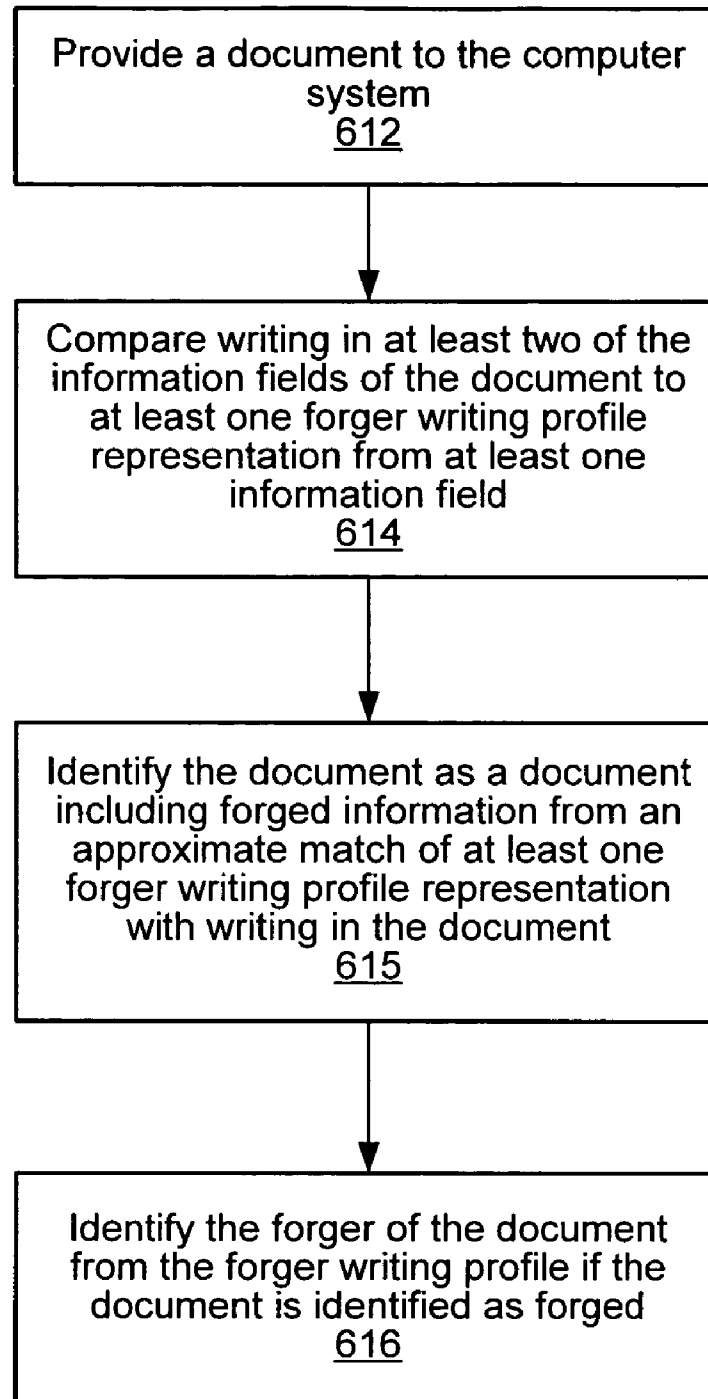 Provide a document to the computer
system
612
Compare writing in at least two of the
information fields of the document to
at least one forger writing profile
representation from at least one
information field
614
Identify the document as a document
including forged information from an
approximate match of at least one
forger writing profile representation
with writing in the document
615
Identify the forger of the document
from the forger writing profile if the
document is identified as forged
616